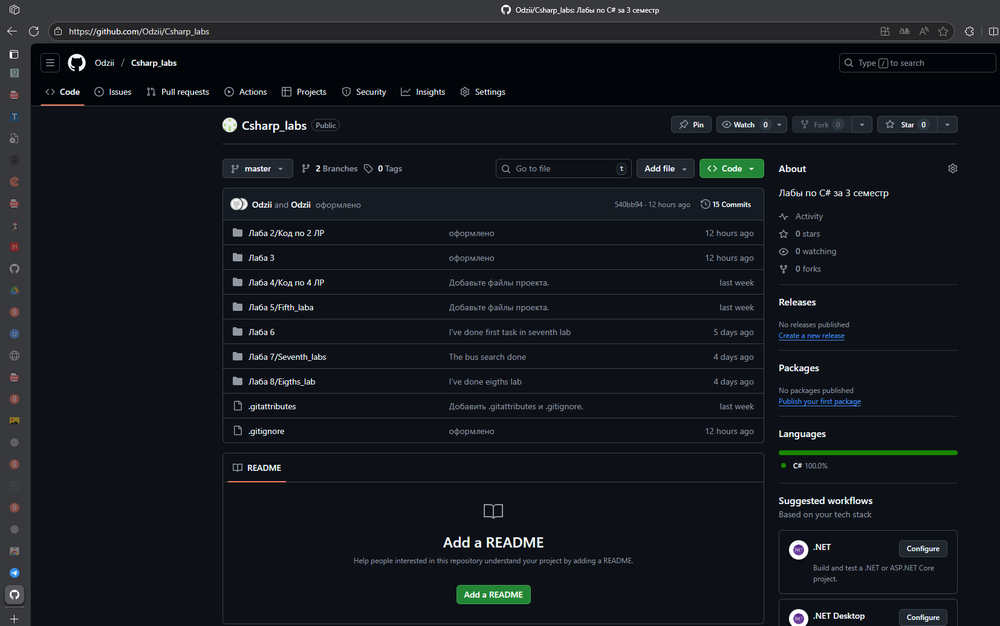 Odzii/Csharp_labs: Лабы по C# за 3 семестр
https://github.com/Odzii/Csharp_labs
Odzii / Csharp_labs
Type / to search
Code Issues Pull requests Actions Projects Security Insights Settings
Csharp_labs Public
Pin Watch 0 Fork 0 Star 0
master 2 Branches 0 Tags Go to file t Add file Code
Odzii and Odzii оформлено 540bb94 · 12 hours ago 15 Commits
Лаба 2/Код по 2 ЛР оформлено 12 hours ago
Лаба 3 оформлено 12 hours ago
Лаба 4/Код по 4 ЛР Добавьте файлы проекта. last week
Лаба 5/Fifth_laba Добавьте файлы проекта. last week
Лаба 6 I've done first task in seventh lab 5 days ago
Лаба 7/Seventh_labs The bus search done 4 days ago
Лаба 8/Eigths_lab I've done eigths lab 4 days ago
.gitattributes Добавить .gitattributes и .gitignore. last week
.gitignore оформлено 12 hours ago
README
Add a README
Help people interested in this repository understand your project by adding a README.
Add a README
About
Лабы по C# за 3 семестр
Activity
0 stars
0 watching
0 forks
Releases
No releases published
Create a new release
Packages
No packages published
Publish your first package
Languages
C# 100.0%
Suggested workflows
Based on your tech stack
.NET Configure
Build and test a .NET or ASP.NET Core
project.
.NET Desktop Configure